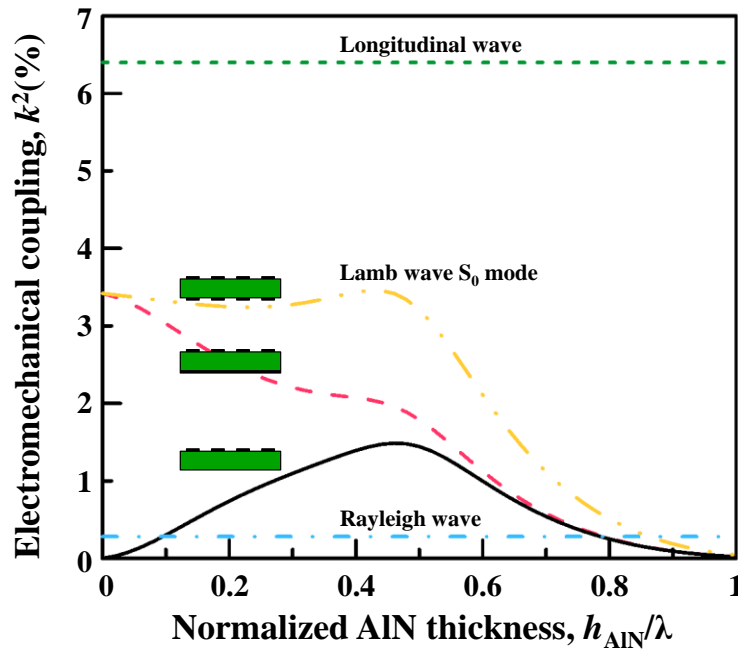 Electromechanical coupling, k²(%)
7
6
5
4
3
2
1
0
Longitudinal wave
Lamb wave S₀ mode
Rayleigh wave
0
0.2
0.4
0.6
0.8
1
Normalized AlN thickness, h_AlN/λ